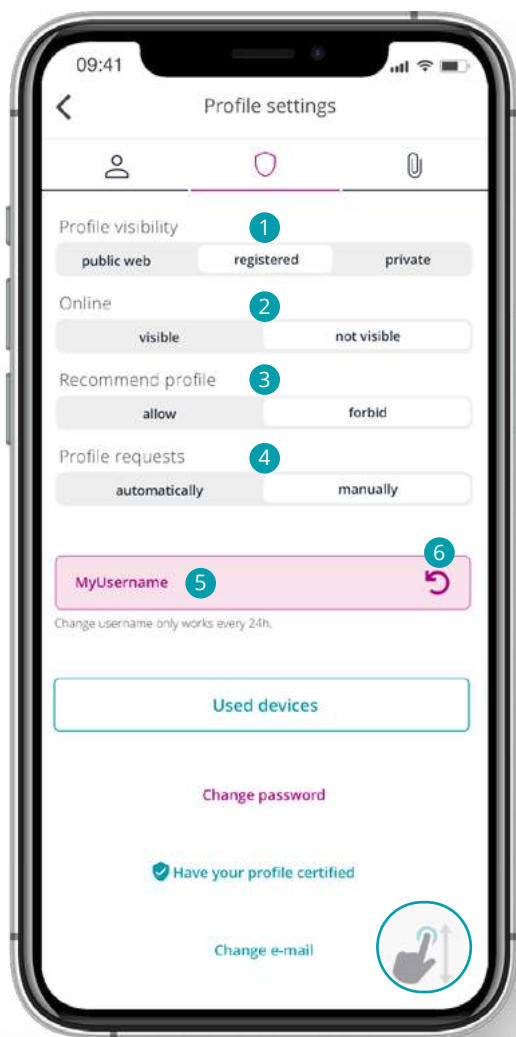 09:41
Profile settings
Profile visibility 1
public web registered private
Online 2
visible not visible
Recommend profile 3
allow forbid
Profile requests 4
automatically manually
6
MyUsername 5
Change username only works every 24h.
Used devices
Change password
Have your profile certified
Change e-mail